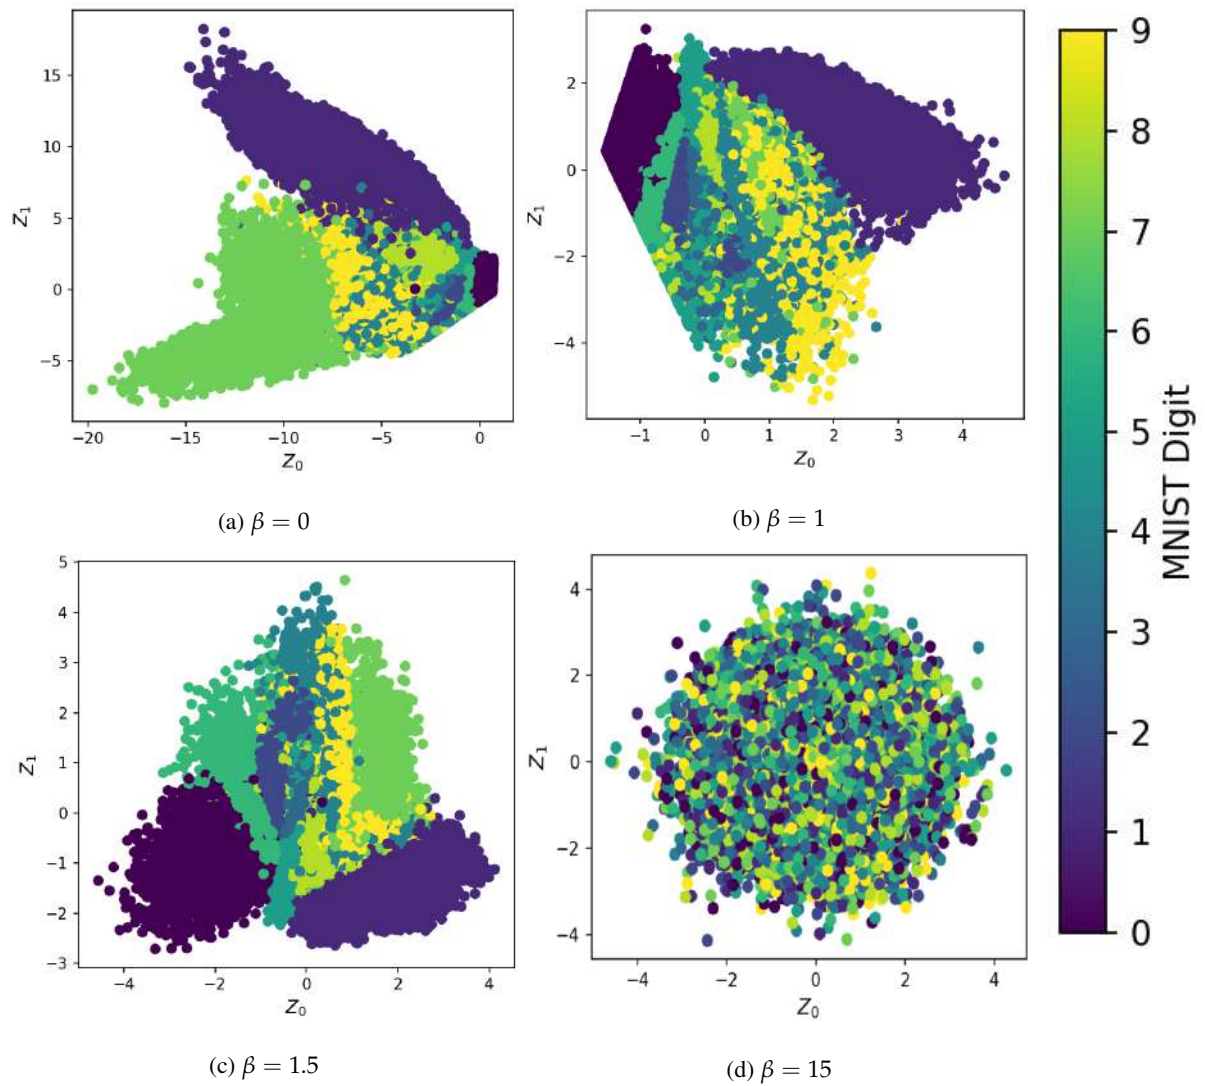 15
10
5
0
−5
Z₁
−20 −15 −10 −5 0
Z₀
(a) β = 0
2
0
−2
−4
Z₁
−1 0 1 2 3 4
Z₀
(b) β = 1
5
4
3
2
1
0
−1
−2
−3
Z₁
−4 −2 0 2 4
Z₀
(c) β = 1.5
4
2
0
−2
−4
Z₁
−4 −2 0 2 4
Z₀
(d) β = 15
9
8
7
6
5
4
3
2
1
0
MNIST Digit